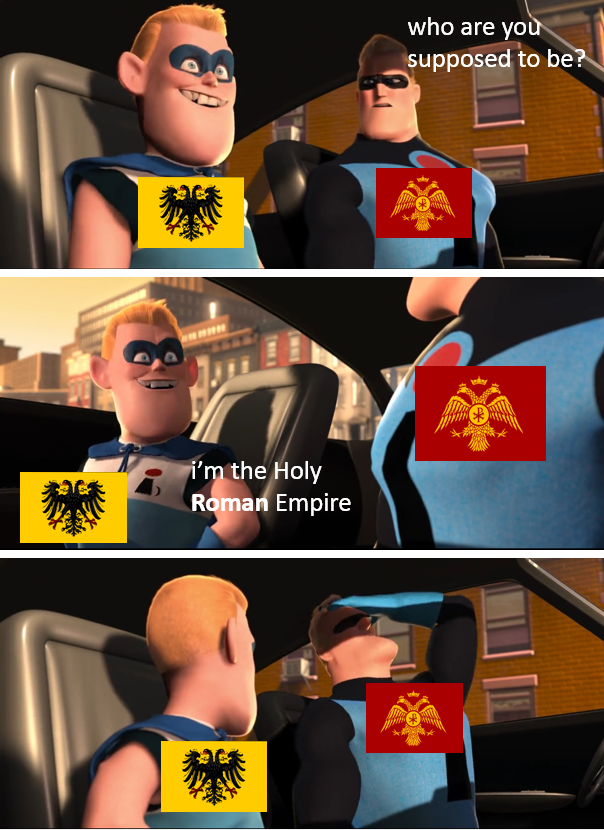 who are you
supposed to be?
i'm the Holy
Roman Empire